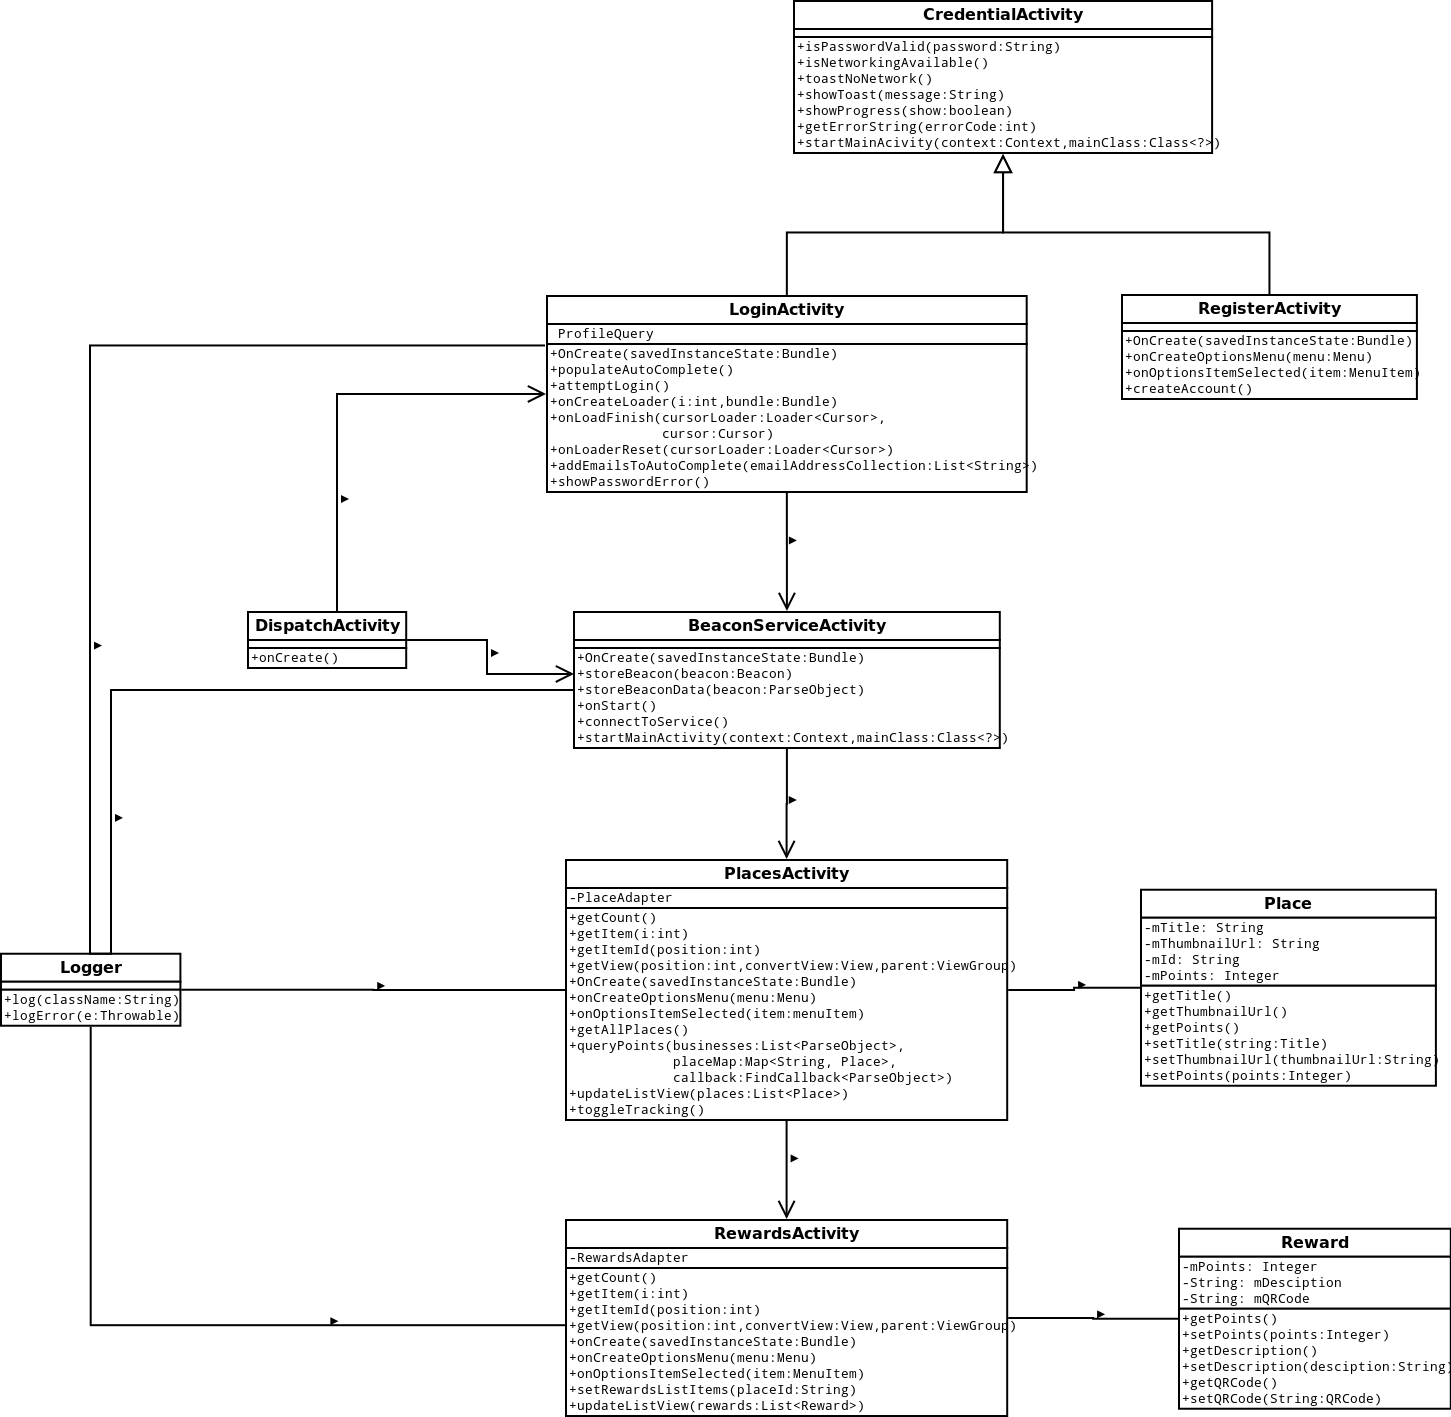 CredentialActivity
+isPasswordValid(password:String)
+isNetworkingAvailable()
+toastNoNetwork()
+showToast(message:String)
+showProgress(show:boolean)
+getErrorString(errorCode:int)
+startMainAcivity(context:Context,mainClass:Class<?>)
LoginActivity
ProfileQuery
+OnCreate(savedInstanceState:Bundle)
+populateAutoComplete()
+attemptLogin()
+onCreateLoader(i:int,bundle:Bundle)
+onLoadFinish(cursorLoader:Loader<Cursor>,
cursor:Cursor)
+onLoaderReset(cursorLoader:Loader<Cursor>)
+addEmailsToAutoComplete(emailAddressCollection:List<String>)
+showPasswordError()
RegisterActivity
+OnCreate(savedInstanceState:Bundle)
+onCreateOptionsMenu(menu:Menu)
+onOptionsItemSelected(item:MenuItem)
+createAccount()
DispatchActivity
+onCreate()
BeaconServiceActivity
+OnCreate(savedInstanceState:Bundle)
+storeBeacon(beacon:Beacon)
+storeBeaconData(beacon:ParseObject)
+onStart()
+connectToService()
+startMainActivity(context:Context,mainClass:Class<?>)
PlacesActivity
-PlaceAdapter
+getCount()
+getItem(i:int)
+getItemId(position:int)
+getView(position:int,convertView:View,parent:ViewGroup)
+OnCreate(savedInstanceState:Bundle)
+onCreateOptionsMenu(menu:Menu)
+onOptionsItemSelected(item:menuItem)
+getAllPlaces()
+queryPoints(businesses:List<ParseObject>,
placeMap:Map<String, Place>,
callback:FindCallback<ParseObject>)
+updateListView(places:List<Place>)
+toggleTracking()
Place
-mTitle: String
-mThumbnailUrl: String
-mId: String
-mPoints: Integer
+getTitle()
+getThumbnailUrl()
+getPoints()
+setTitle(string:Title)
+setThumbnailUrl(thumbnailUrl:String)
+setPoints(points:Integer)
Logger
+log(className:String)
+logError(e:Throwable)
RewardsActivity
-RewardsAdapter
+getCount()
+getItem(i:int)
+getItemId(position:int)
+getView(position:int,convertView:View,parent:ViewGroup)
+onCreate(savedInstanceState:Bundle)
+onCreateOptionsMenu(menu:Menu)
+onOptionsItemSelected(item:MenuItem)
+setRewardsListItems(placeId:String)
+updateListView(rewards:List<Reward>)
Reward
-mPoints: Integer
-String: mDesciption
-String: mQRCode
+getPoints()
+setPoints(points:Integer)
+getDescription()
+setDescription(desciption:String)
+getQRCode()
+setQRCode(String:QRCode)